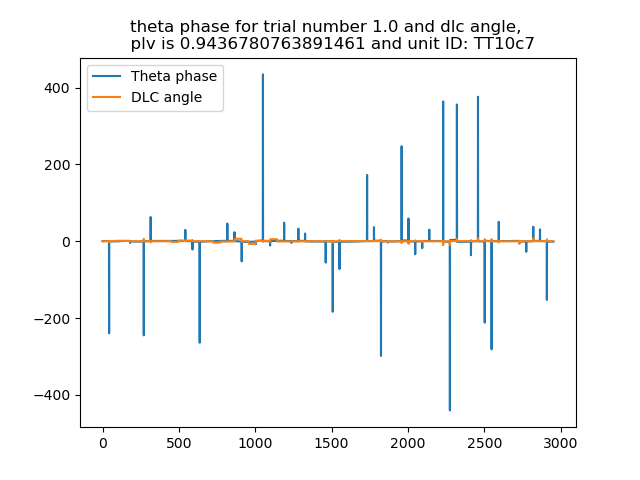 theta phase for trial number 1.0 and dlc angle,
plv is 0.9436780763891461 and unit ID: TT10c7
Theta phase
DLC angle
400
200
0
−200
−400
0 500 1000 1500 2000 2500 3000